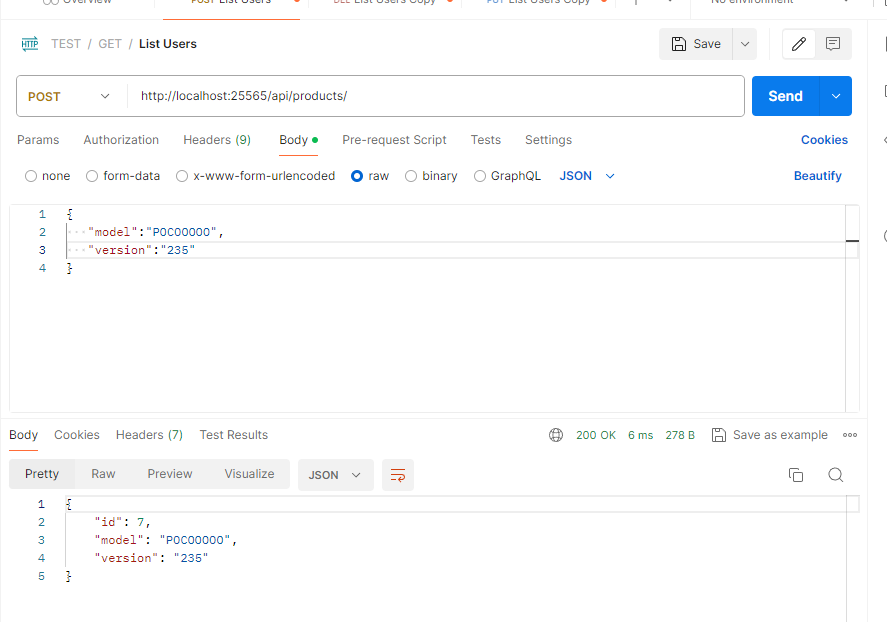 Overview POST List Users DEL List Users Copy PUT List Users Copy No environment
HTTP TEST / GET / List Users Save
POST http://localhost:25565/api/products/ Send
Params Authorization Headers (9) Body Pre-request Script Tests Settings Cookies
none form-data x-www-form-urlencoded raw binary GraphQL JSON Beautify
1 {
2 "model":"POCOOOOO",
3 "version":"235"
4 }
Body Cookies Headers (7) Test Results 200 OK 6 ms 278 B Save as example
Pretty Raw Preview Visualize JSON
1 {
2 "id": 7,
3 "model": "POCOOOOO",
4 "version": "235"
5 }